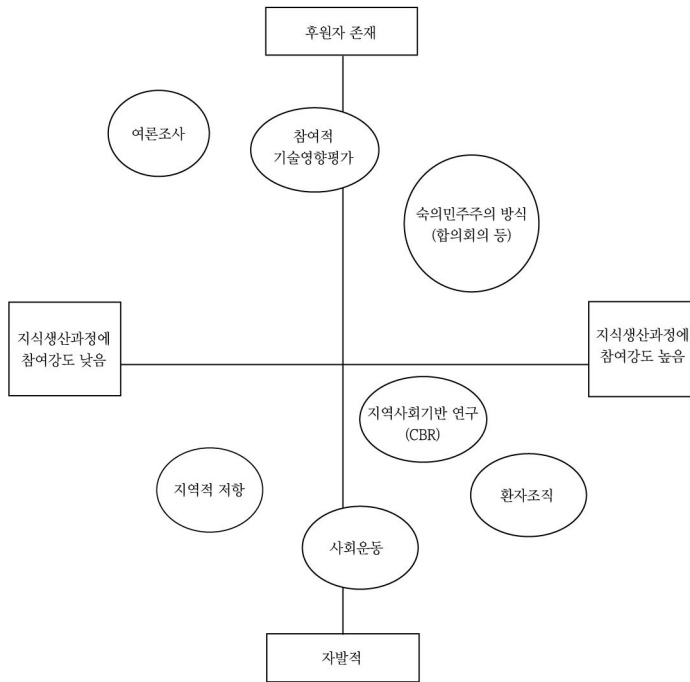 후원자 존재
여론조사
참여적
기술영향평가
숙의민주주의 방식
(합의회의 등)
지식생산과정에
참여강도 낮음
지식생산과정에
참여강도 높음
지역사회기반 연구
(CBR)
지역적 저항
환자조직
사회운동
자발적